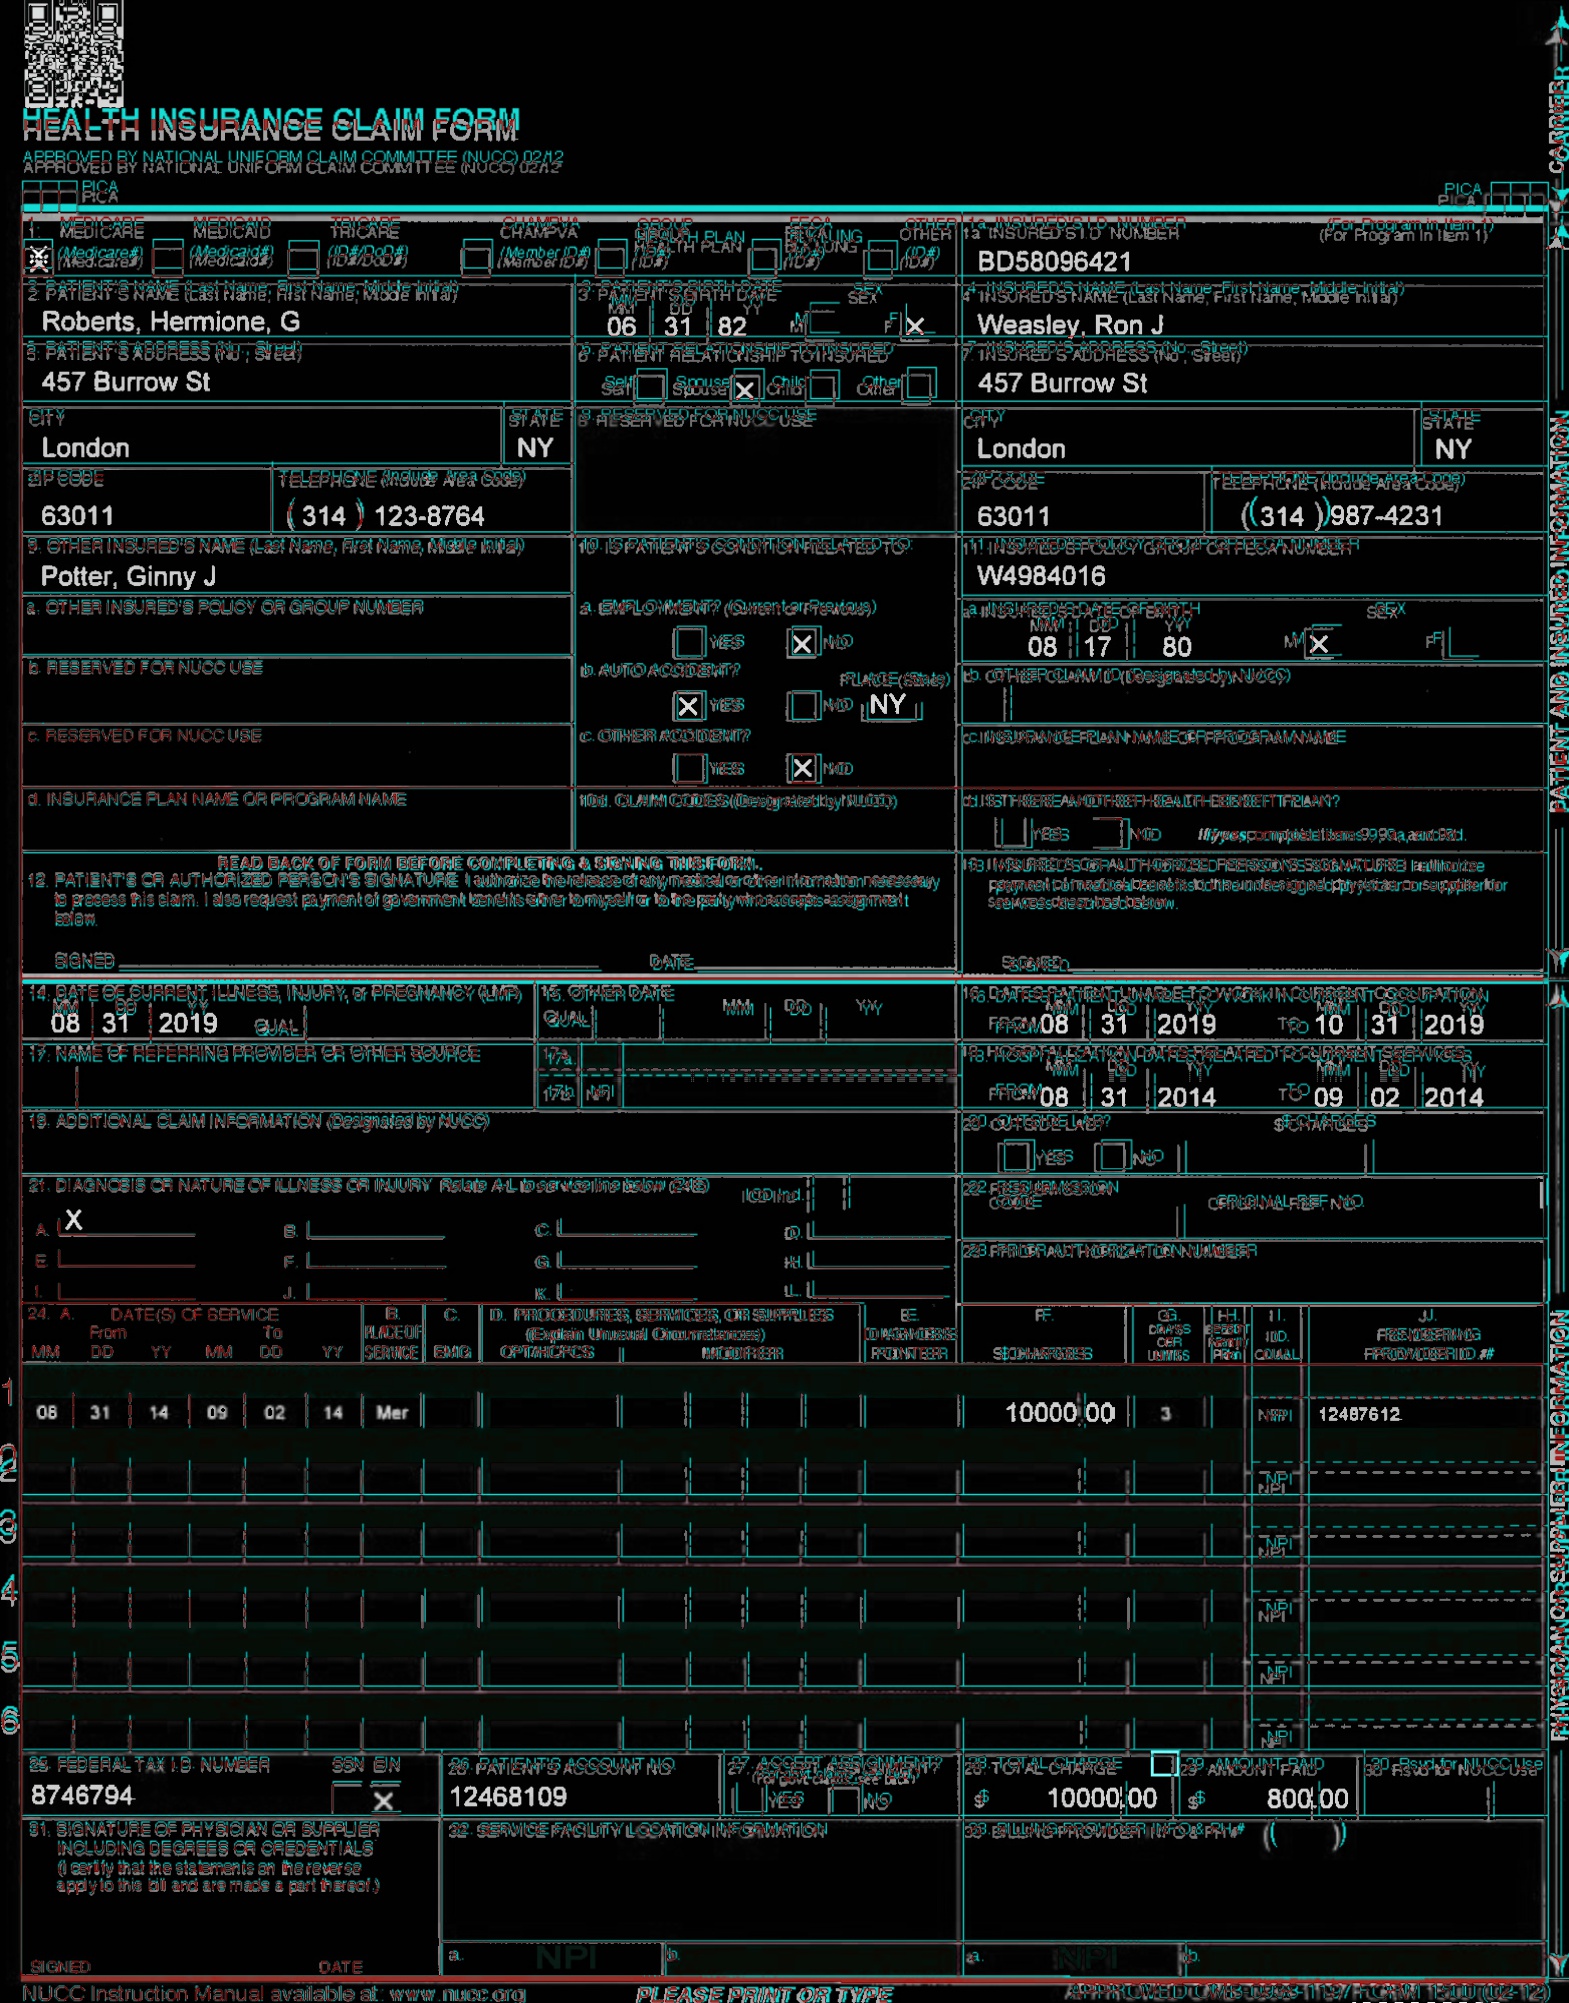 HEALTH INSURANCE CLAIM FORM
APPROVED BY NATIONAL UNIFORM CLAIM COMMITTEE (NUCC) 02/12
PICA
PICA
CARRIER
1. MEDICARE MEDICAID TRICARE CHAMPVA GROUP HEALTH PLAN FECA BLK LUNG OTHER
(Medicare#) (Medicaid#) (ID#/DoD#) (Member ID#) (ID#) (ID#) (ID#)
1a. INSURED'S I.D. NUMBER (For Program in Item 1)
BD58096421
2. PATIENT'S NAME (Last Name, First Name, Middle Initial)
Roberts, Hermione, G
3. PATIENT'S BIRTH DATE SEX
MM DD YY
06 31 82 M F X
4. INSURED'S NAME (Last Name, First Name, Middle Initial)
Weasley, Ron J
5. PATIENT'S ADDRESS (No., Street)
457 Burrow St
6. PATIENT RELATIONSHIP TO INSURED
Self Spouse X Child Other
7. INSURED'S ADDRESS (No., Street)
457 Burrow St
CITY STATE
London NY
8. RESERVED FOR NUCC USE
CITY STATE
London NY
ZIP CODE TELEPHONE (Include Area Code)
63011 (314) 123-8764
ZIP CODE TELEPHONE (Include Area Code)
63011 (314) 987-4231
9. OTHER INSURED'S NAME (Last Name, First Name, Middle Initial)
Potter, Ginny J
10. IS PATIENT'S CONDITION RELATED TO:
11. INSURED'S POLICY GROUP OR FECA NUMBER
W4984016
a. OTHER INSURED'S POLICY OR GROUP NUMBER
a. EMPLOYMENT? (Current or Previous)
YES X NO
a. INSURED'S DATE OF BIRTH SEX
MM DD YY
08 17 80 M X F
b. RESERVED FOR NUCC USE
b. AUTO ACCIDENT? PLACE (State)
X YES NO NY
b. OTHER CLAIM ID (Designated by NUCC)
c. RESERVED FOR NUCC USE
c. OTHER ACCIDENT?
YES X NO
c. INSURANCE PLAN NAME OR PROGRAM NAME
d. INSURANCE PLAN NAME OR PROGRAM NAME
10d. CLAIM CODES (Designated by NUCC)
d. IS THERE ANOTHER HEALTH BENEFIT PLAN?
YES NO If yes, complete items 9, 9a, and 9d.
PATIENT AND INSURED INFORMATION
READ BACK OF FORM BEFORE COMPLETING & SIGNING THIS FORM.
12. PATIENT'S OR AUTHORIZED PERSON'S SIGNATURE I authorize the release of any medical or other information necessary
to process this claim. I also request payment of government benefits either to myself or to the party who accepts assignment
below.
SIGNED DATE
13. INSURED'S OR AUTHORIZED PERSON'S SIGNATURE I authorize
payment of medical benefits to the undersigned physician or supplier for
services described below.
SIGNED
14. DATE OF CURRENT ILLNESS, INJURY, or PREGNANCY (LMP)
MM DD YY
08 31 2019 QUAL.
15. OTHER DATE
QUAL. MM DD YY
16. DATES PATIENT UNABLE TO WORK IN CURRENT OCCUPATION
MM DD YY MM DD YY
FROM 08 31 2019 TO 10 31 2019
17. NAME OF REFERRING PROVIDER OR OTHER SOURCE
17a.
17b. NPI
18. HOSPITALIZATION DATES RELATED TO CURRENT SERVICES
MM DD YY MM DD YY
FROM 08 31 2014 TO 09 02 2014
19. ADDITIONAL CLAIM INFORMATION (Designated by NUCC)
20. OUTSIDE LAB? $ CHARGES
YES NO
21. DIAGNOSIS OR NATURE OF ILLNESS OR INJURY Relate A-L to service line below (24E) ICD Ind.
A. X B. C. D.
E. F. G. H.
I. J. K. L.
22. RESUBMISSION CODE ORIGINAL REF. NO.
23. PRIOR AUTHORIZATION NUMBER
24. A. DATE(S) OF SERVICE B. C. D. PROCEDURES, SERVICES, OR SUPPLIES E. F. G. H. I. J.
From To PLACE OF (Explain Unusual Circumstances) DIAGNOSIS DAYS OR EPSDT Family ID. RENDERING
MM DD YY MM DD YY SERVICE EMG CPT/HCPCS MODIFIER POINTER $ CHARGES UNITS Plan QUAL. PROVIDER ID. #
1 08 31 14 09 02 14 Mer 10000 00 3 NPI 12487612
2 NPI
3 NPI
4 NPI
5 NPI
6 NPI
PHYSICIAN OR SUPPLIER INFORMATION
25. FEDERAL TAX I.D. NUMBER SSN EIN
8746794 X
26. PATIENT'S ACCOUNT NO.
12468109
27. ACCEPT ASSIGNMENT?
(For govt. claims, see back)
YES NO
28. TOTAL CHARGE
$ 10000 00
29. AMOUNT PAID
$ 800 00
30. Rsvd for NUCC Use
31. SIGNATURE OF PHYSICIAN OR SUPPLIER
INCLUDING DEGREES OR CREDENTIALS
(I certify that the statements on the reverse
apply to this bill and are made a part thereof.)
SIGNED DATE
32. SERVICE FACILITY LOCATION INFORMATION
a. NPI b.
33. BILLING PROVIDER INFO & PH # ( )
a. NPI b.
NUCC Instruction Manual available at: www.nucc.org
PLEASE PRINT OR TYPE
APPROVED OMB-0938-1197 FORM 1500 (02-12)